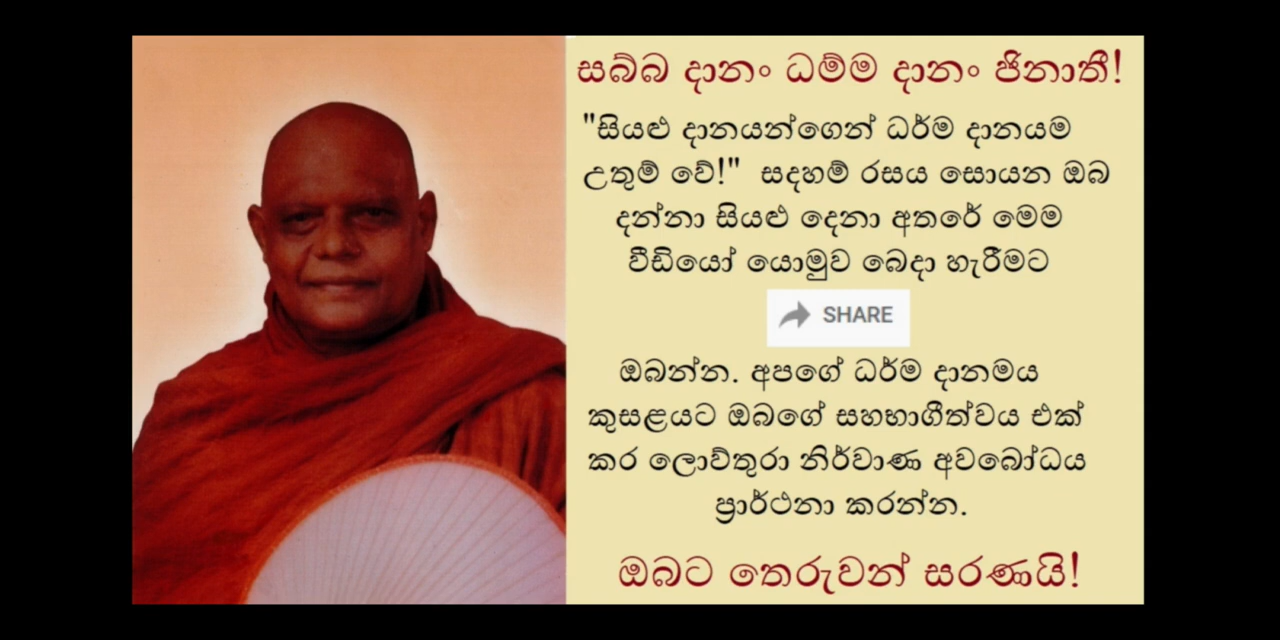 සබ්බ දානං ධම්ම දානං ජිනාතී!
"සියළු දානයන්ගෙන් ධර්ම දානයම
උතුම් වේ!" සදහම් රසය සොයන ඔබ
දන්නා සියළු දෙනා අතරේ මෙම
වීඩියෝ යොමුව බෙදා හැරීමට
SHARE
ඔබන්න. අපගේ ධර්ම දානමය
කුසළයට ඔබගේ සහභාගීත්වය එක්
කර ලොව්තුරා නිර්වාණ අවබෝධය
ප්‍රාර්ථනා කරන්න.
ඔබට තෙරුවන් සරණයි!